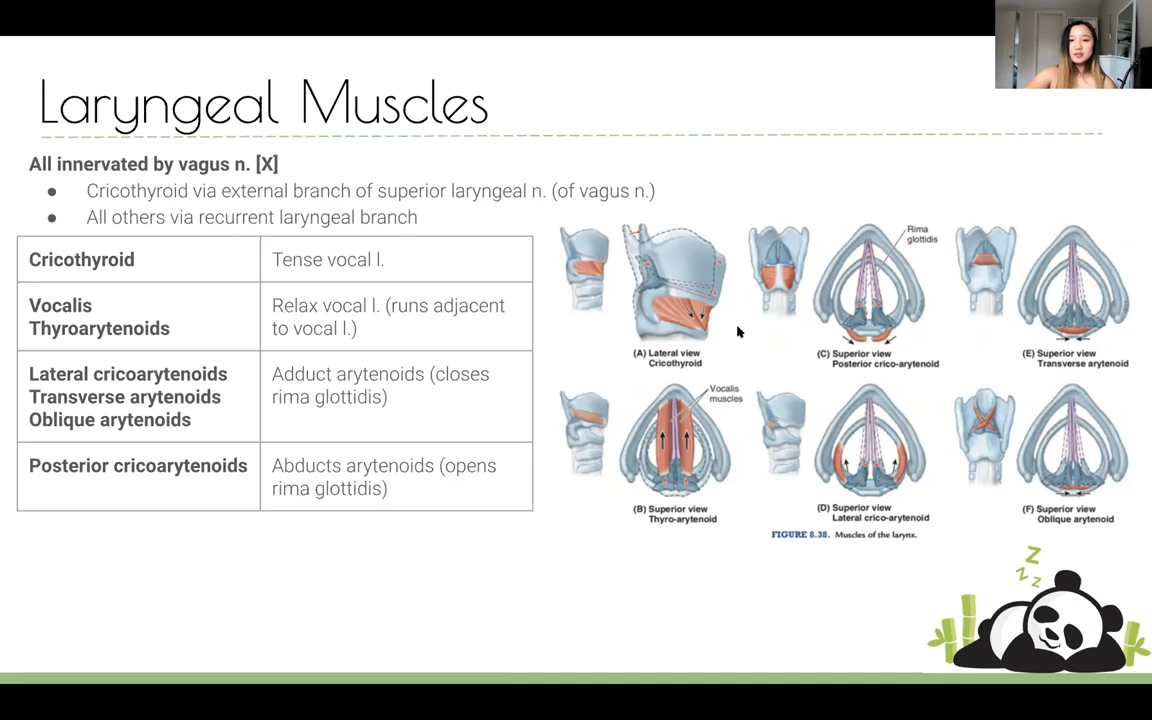 Laryngeal Muscles
All innervated by vagus n. [X]
● Cricothyroid via external branch of superior laryngeal n. (of vagus n.)
● All others via recurrent laryngeal branch
Cricothyroid
Tense vocal l.
Vocalis
Thyroarytenoids
Relax vocal l. (runs adjacent
to vocal l.)
Lateral cricoarytenoids
Transverse arytenoids
Oblique arytenoids
Adduct arytenoids (closes
rima glottidis)
Posterior cricoarytenoids
Abducts arytenoids (opens
rima glottidis)
Rima
glottidis
(A) Lateral view
Cricothyroid
(C) Superior view
Posterior crico-arytenoid
(E) Superior view
Transverse arytenoid
Vocalis
muscles
(B) Superior view
Thyro-arytenoid
(D) Superior view
Lateral crico-arytenoid
(F) Superior view
Oblique arytenoid
FIGURE 8.38. Muscles of the larynx.
Z
Z
Z